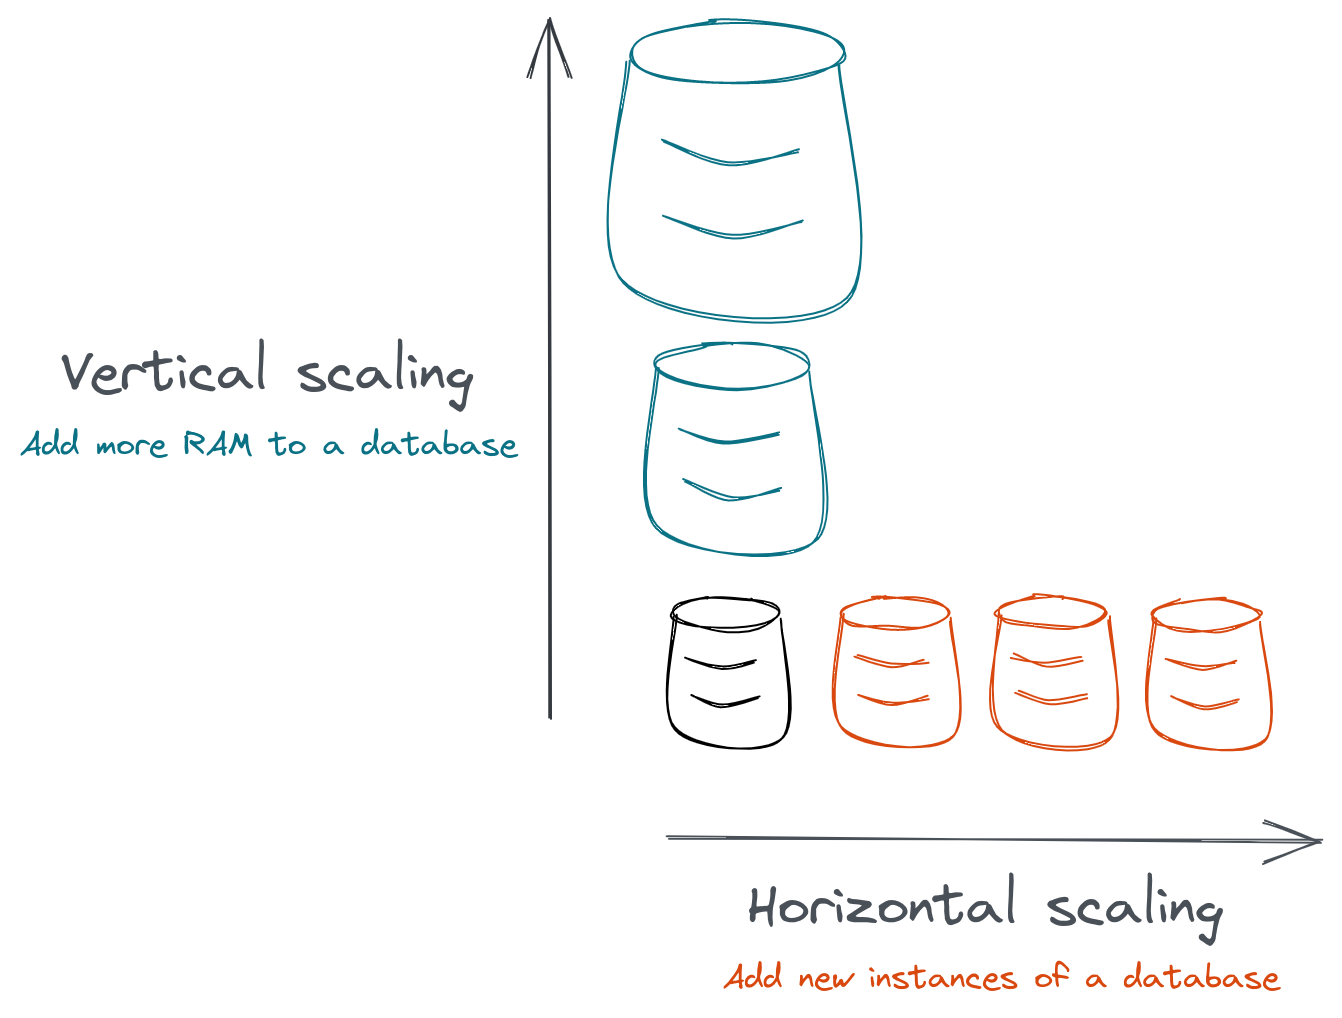 Vertical scaling
Add more RAM to a database
Horizontal scaling
Add new instances of a database